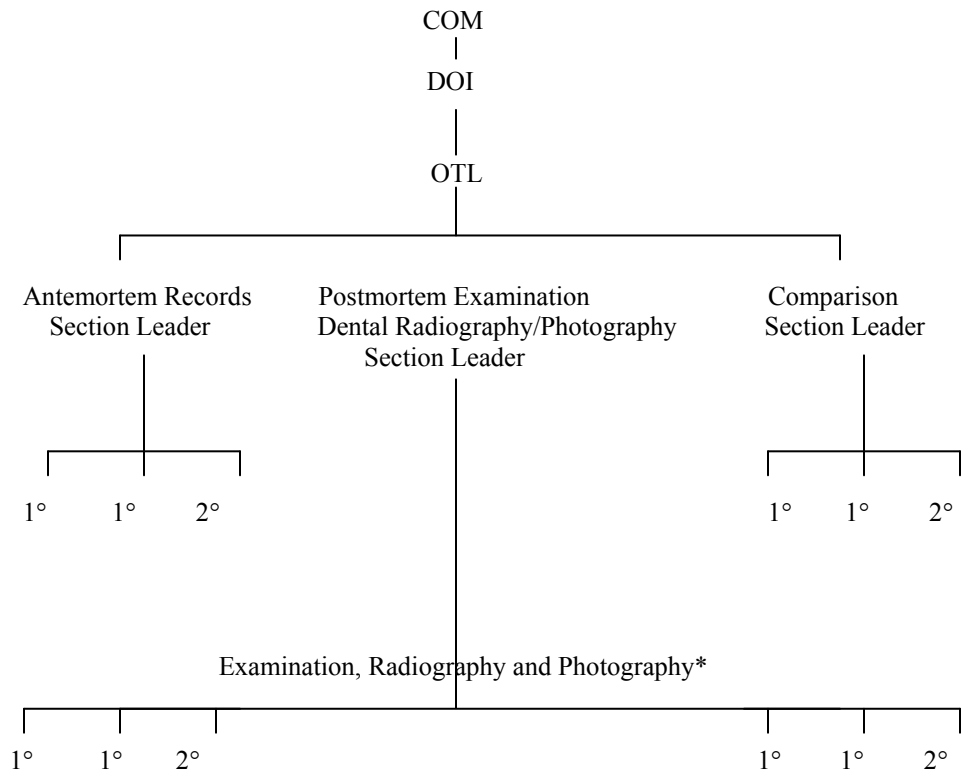 COM
DOI
OTL
Antemortem Records
Section Leader
Postmortem Examination
Dental Radiography/Photography
Section Leader
Comparison
Section Leader
1° 1° 2°
1° 1° 2°
Examination, Radiography and Photography*
1° 1° 2°
1° 1° 2°